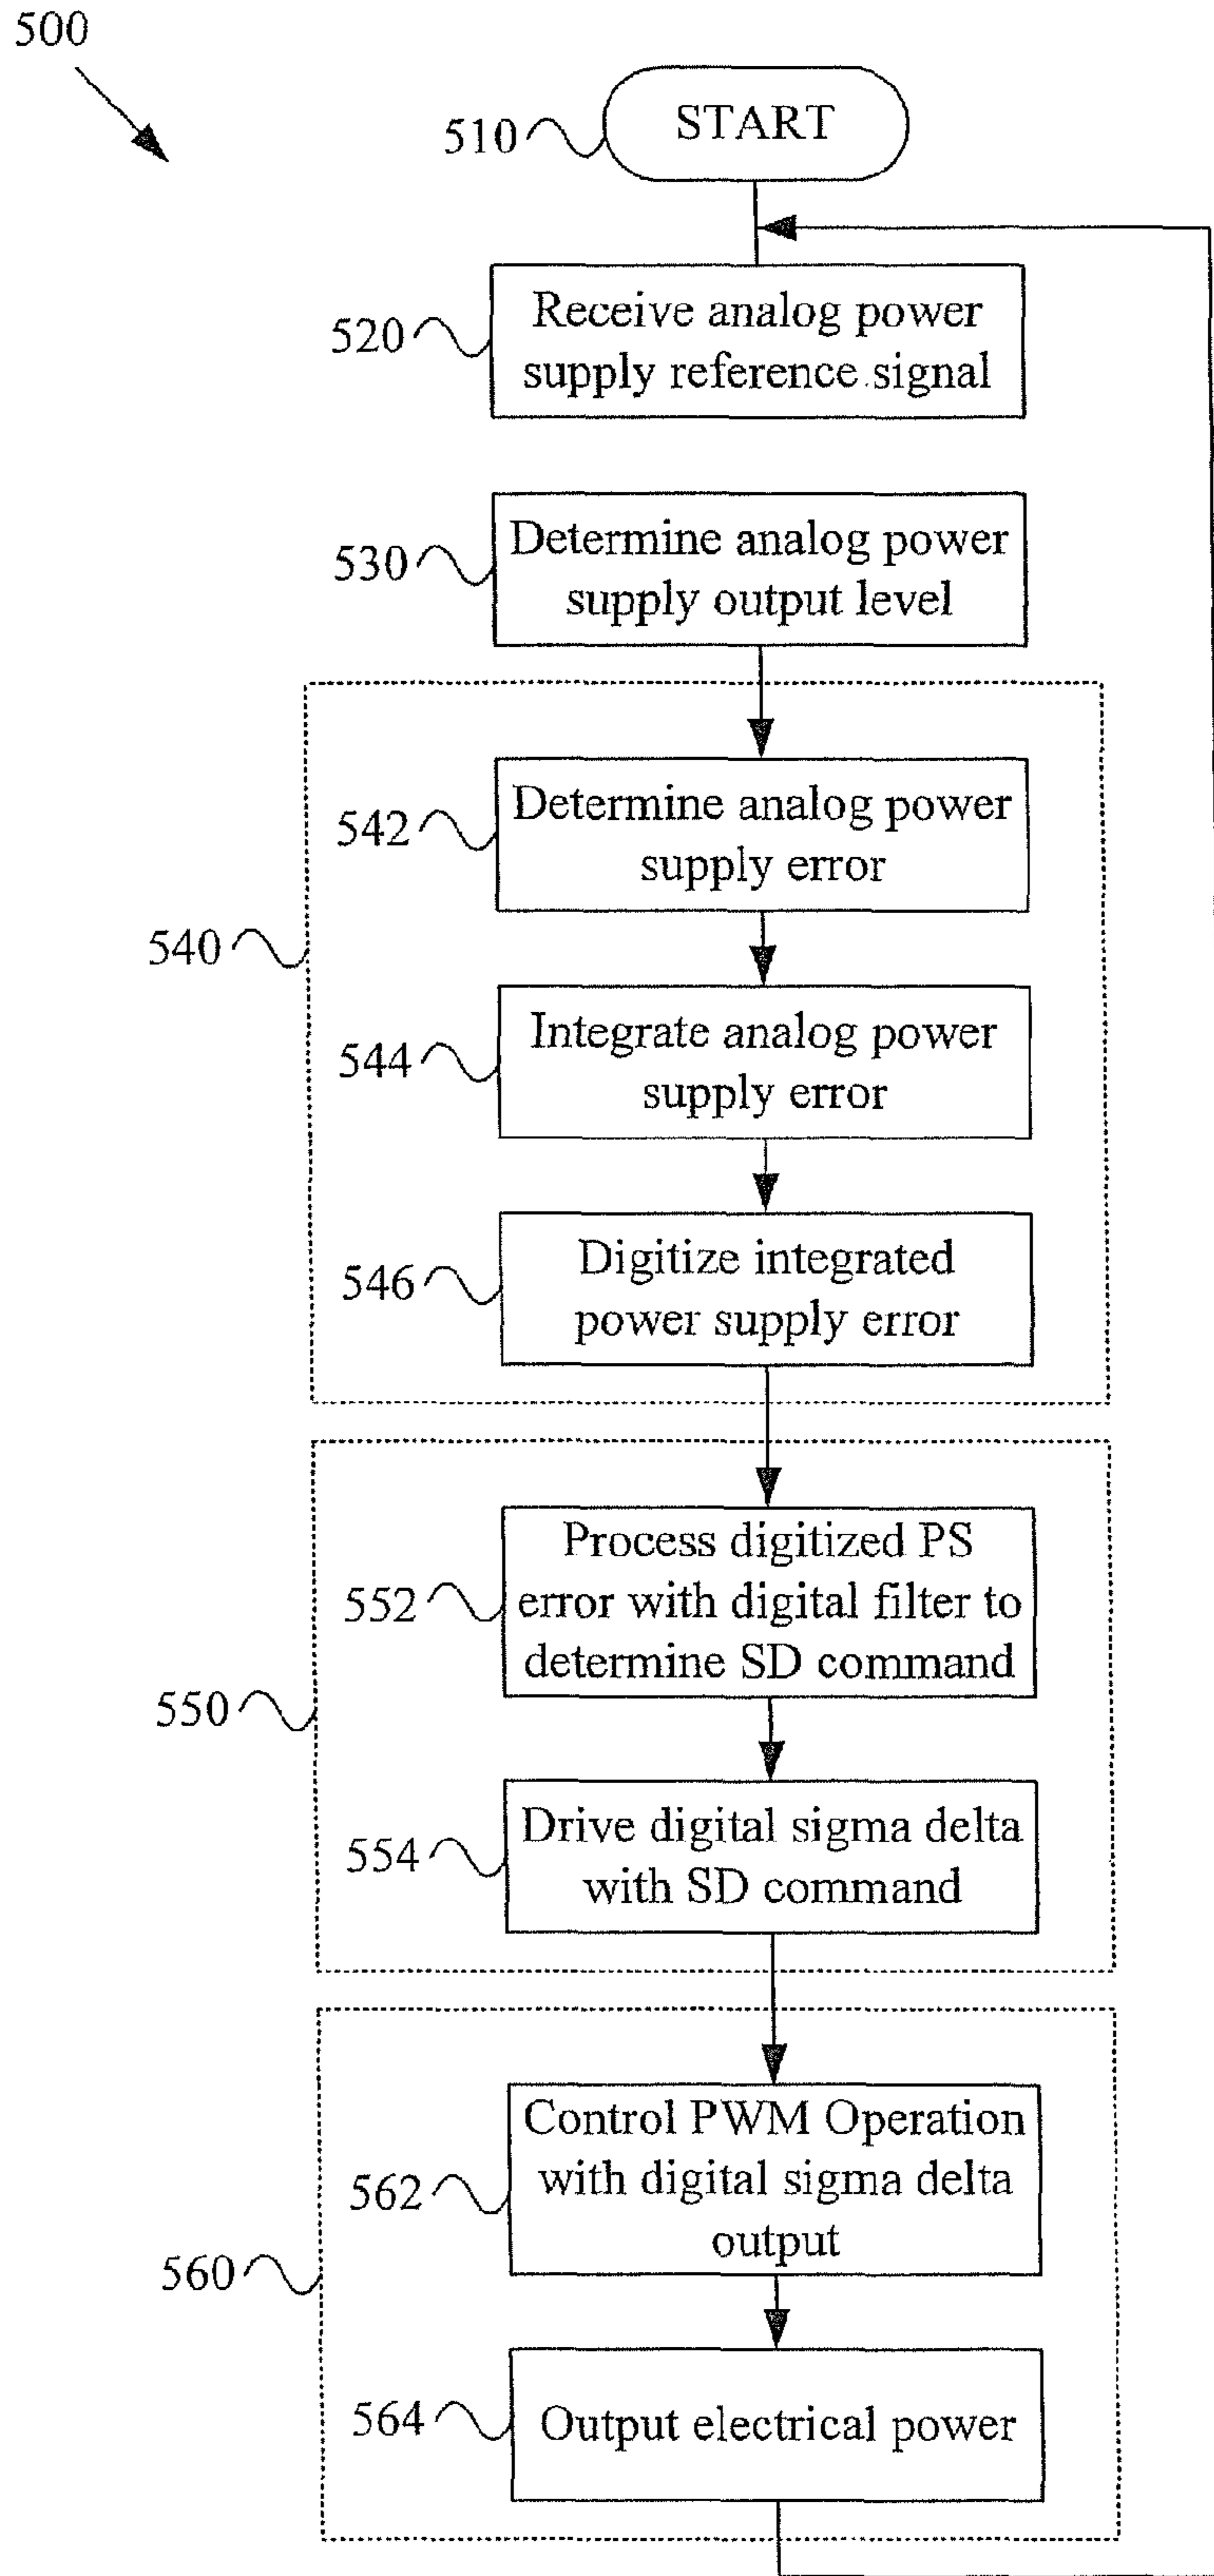 500
510
START
520
Receive analog power
supply reference signal
530
Determine analog power
supply output level
542
Determine analog power
supply error
540
544
Integrate analog power
supply error
546
Digitize integrated
power supply error
552
Process digitized PS
error with digital filter to
determine SD command
550
554
Drive digital sigma delta
with SD command
562
Control PWM Operation
with digital sigma delta
output
560
564
Output electrical power